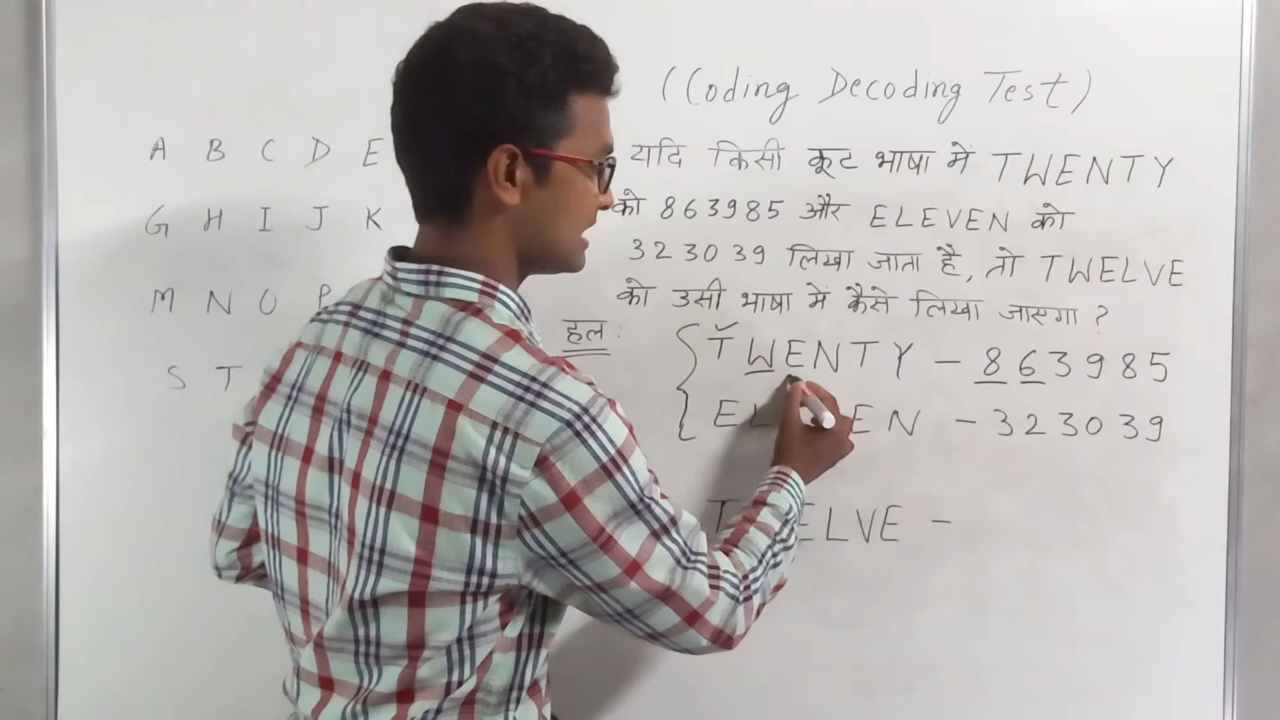 (Coding Decoding Test)
A B C D E
G H I J K
M N O P
S T
यदि किसी कूट भाषा में TWENTY
को 863985 और ELEVEN को
323039 लिखा जाता है, तो TWELVE
को उसी भाषा में कैसे लिखा जाएगा ?
हल :
TWENTY - 863985
EL EN - 323039
T ELVE -